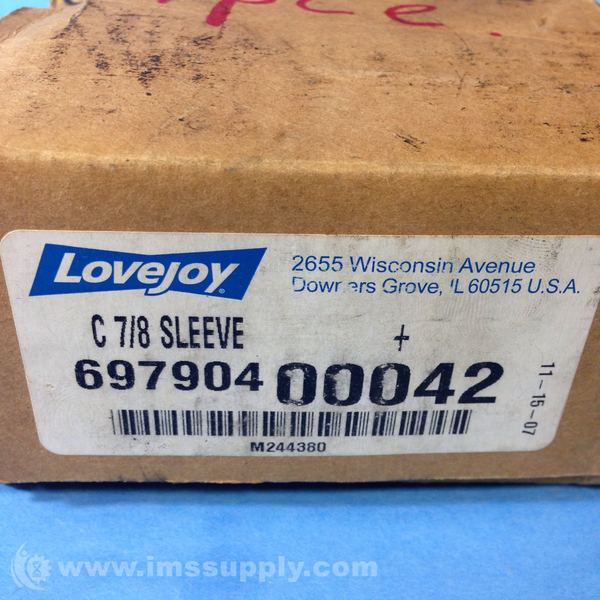 pce.
Lovejoy
2655 Wisconsin Avenue
Downers Grove, IL 60515 U.S.A.
C 7/8 SLEEVE
697904 00042
11-15-07
M244380
www.imssupply.com